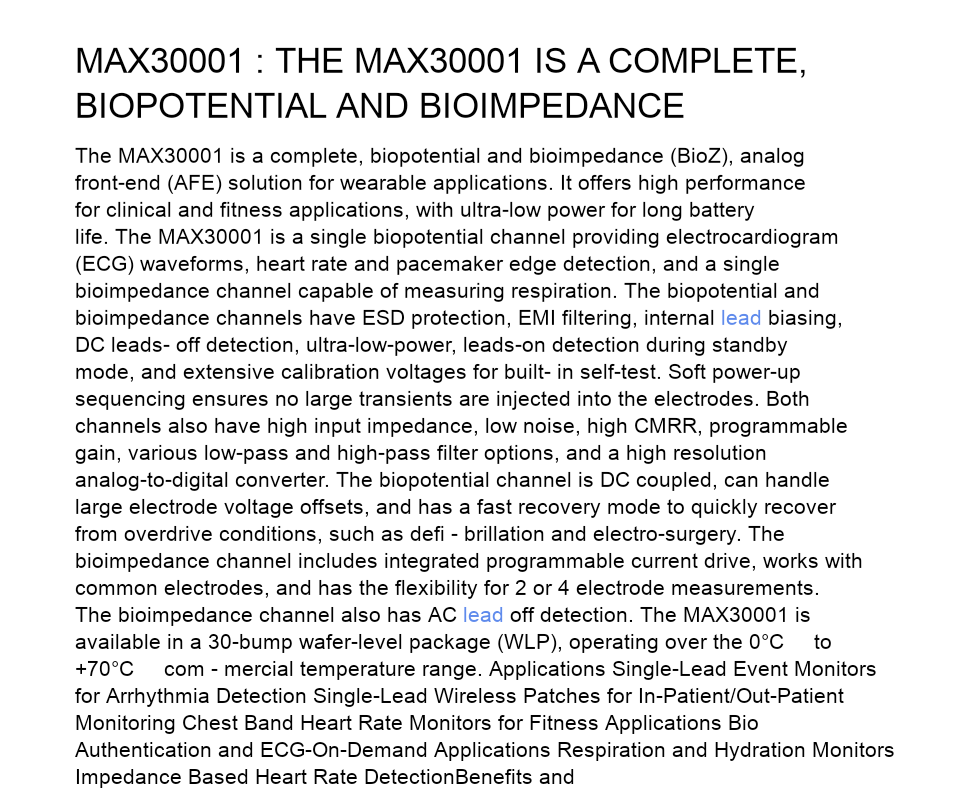 MAX30001 : THE MAX30001 IS A COMPLETE,
BIOPOTENTIAL AND BIOIMPEDANCE
The MAX30001 is a complete, biopotential and bioimpedance (BioZ), analog
front-end (AFE) solution for wearable applications. It offers high performance
for clinical and fitness applications, with ultra-low power for long battery
life. The MAX30001 is a single biopotential channel providing electrocardiogram
(ECG) waveforms, heart rate and pacemaker edge detection, and a single
bioimpedance channel capable of measuring respiration. The biopotential and
bioimpedance channels have ESD protection, EMI filtering, internal lead biasing,
DC leads- off detection, ultra-low-power, leads-on detection during standby
mode, and extensive calibration voltages for built- in self-test. Soft power-up
sequencing ensures no large transients are injected into the electrodes. Both
channels also have high input impedance, low noise, high CMRR, programmable
gain, various low-pass and high-pass filter options, and a high resolution
analog-to-digital converter. The biopotential channel is DC coupled, can handle
large electrode voltage offsets, and has a fast recovery mode to quickly recover
from overdrive conditions, such as defi - brillation and electro-surgery. The
bioimpedance channel includes integrated programmable current drive, works with
common electrodes, and has the flexibility for 2 or 4 electrode measurements.
The bioimpedance channel also has AC lead off detection. The MAX30001 is
available in a 30-bump wafer-level package (WLP), operating over the 0°C to
+70°C com - mercial temperature range. Applications Single-Lead Event Monitors
for Arrhythmia Detection Single-Lead Wireless Patches for In-Patient/Out-Patient
Monitoring Chest Band Heart Rate Monitors for Fitness Applications Bio
Authentication and ECG-On-Demand Applications Respiration and Hydration Monitors
Impedance Based Heart Rate DetectionBenefits and